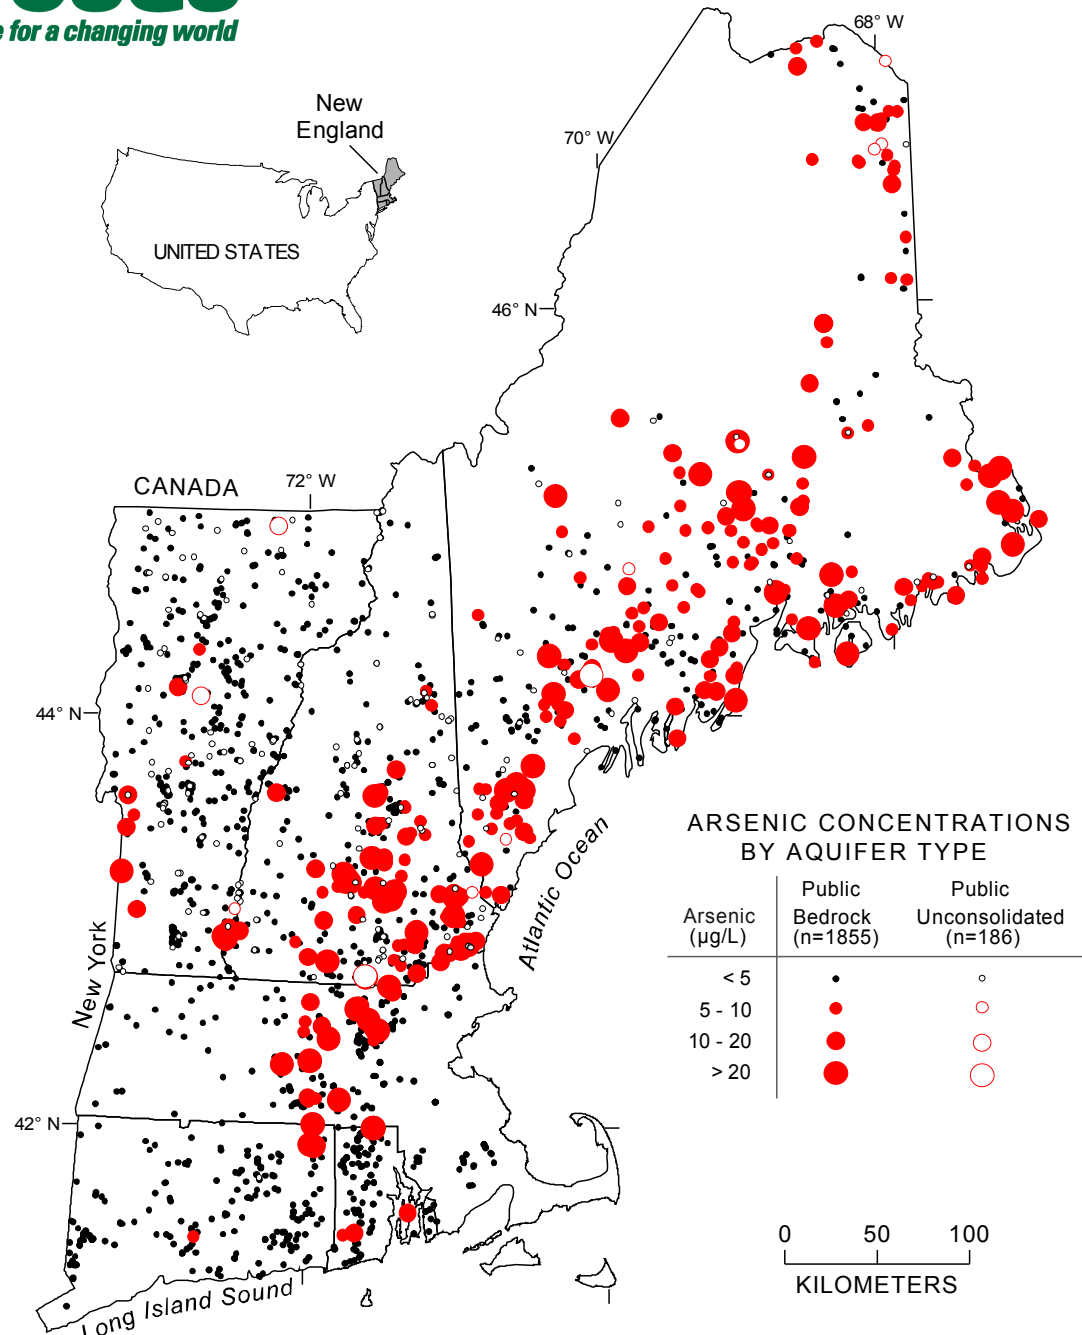 e for a changing world
New
England
UNITED STATES
68° W
70° W
46° N
CANADA
72° W
44° N
New York
Atlantic Ocean
42° N
Long Island Sound
ARSENIC CONCENTRATIONS
BY AQUIFER TYPE
Arsenic
(µg/L)
Public
Bedrock
(n=1855)
Public
Unconsolidated
(n=186)
< 5
5 - 10
10 - 20
> 20
0 50 100
KILOMETERS